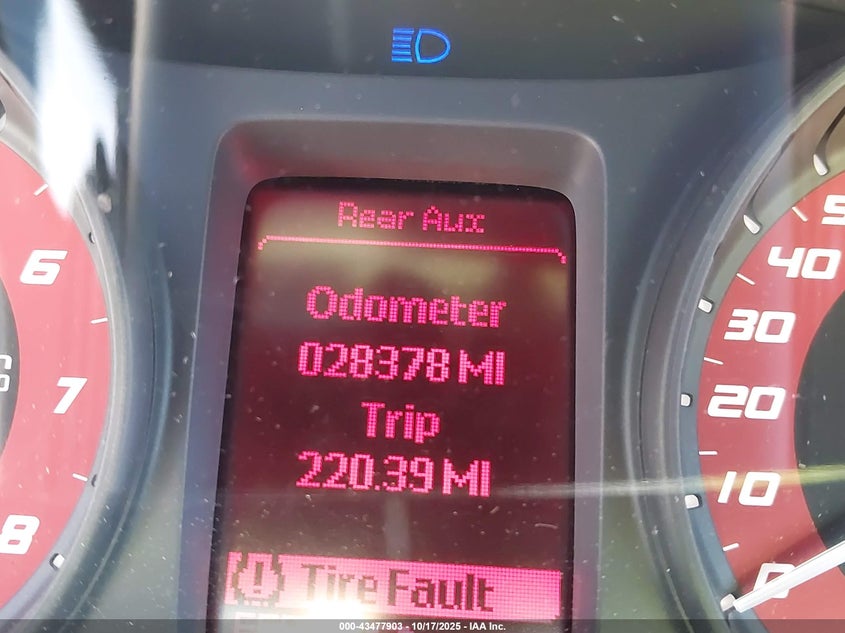 Rear Aux
Odometer
028378 MI
Trip
220.39 MI
Tire Fault
6
7
8
40
30
20
10
0
000-43477903 - 10/17/2025 - IAA Inc.